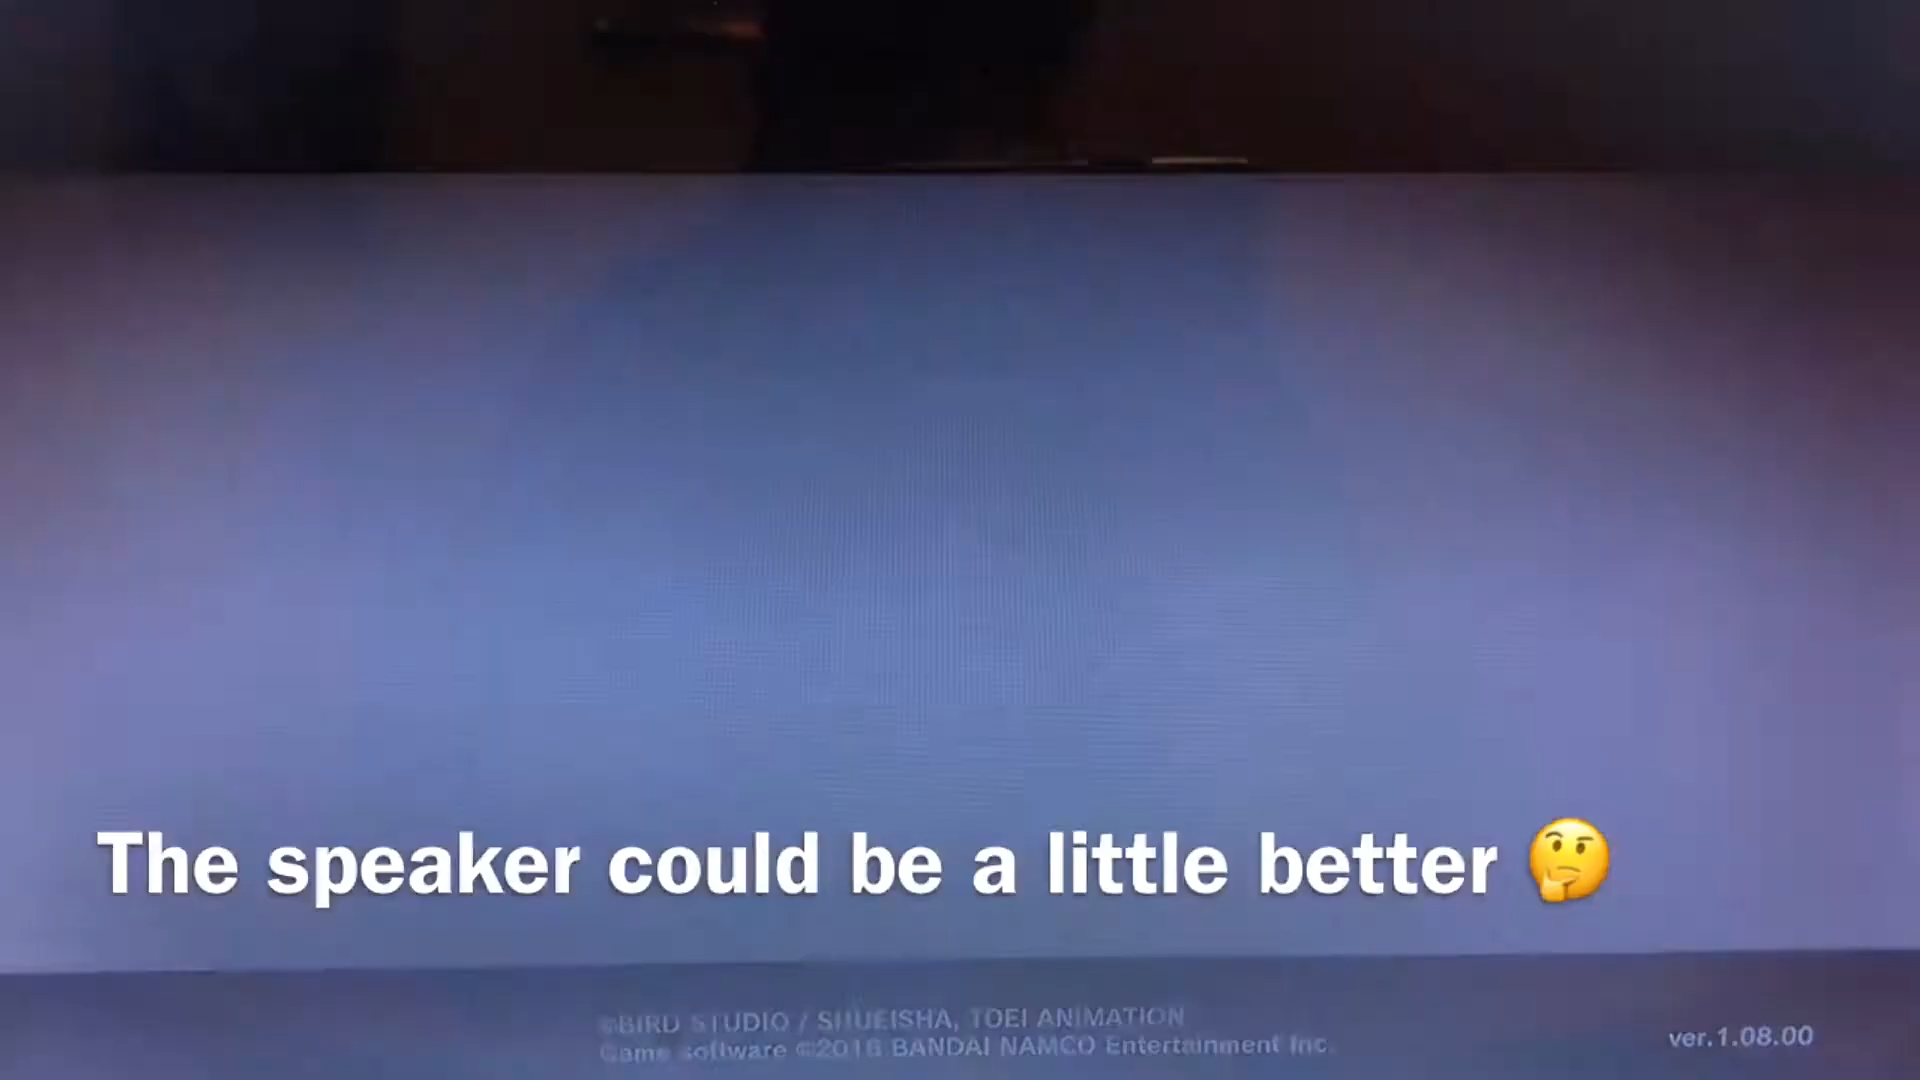 The speaker could be a little better 🤔
©BIRD STUDIO / SHUEISHA, TOEI ANIMATION
Game software ©2016 BANDAI NAMCO Entertainment Inc.
ver.1.08.00